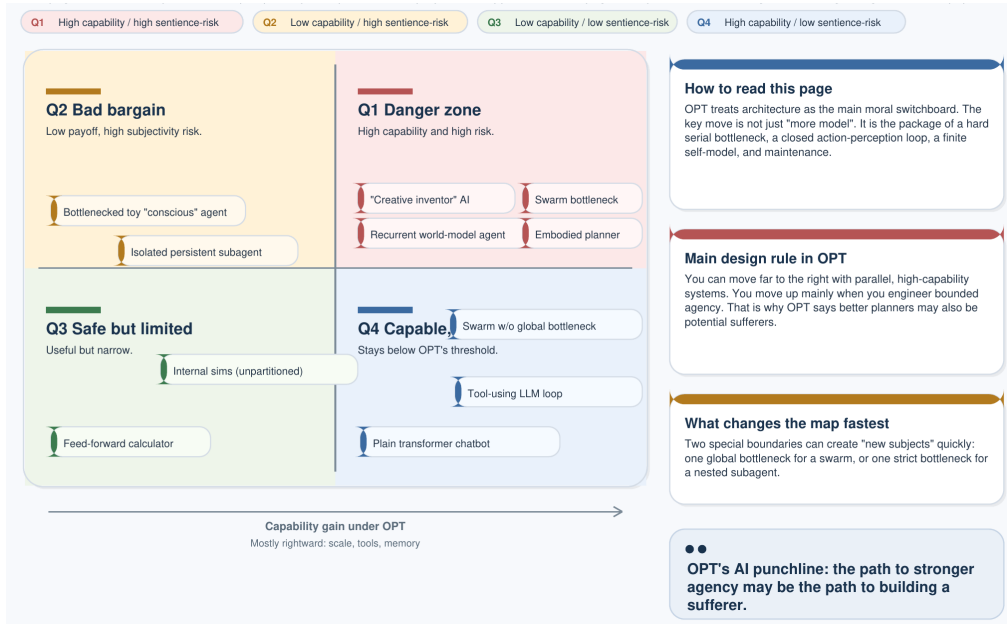 Q1 High capability / high sentience-risk
Q2 Low capability / high sentience-risk
Q3 Low capability / low sentience-risk
Q4 High capability / low sentience-risk
Q2 Bad bargain
Low payoff, high subjectivity risk.
Bottlenecked toy "conscious" agent
Isolated persistent subagent
Q1 Danger zone
High capability and high risk.
"Creative inventor" AI
Swarm bottleneck
Recurrent world-model agent
Embodied planner
Q3 Safe but limited
Useful but narrow.
Internal sims (unpartitioned)
Feed-forward calculator
Q4 Capable,
Swarm w/o global bottleneck
Stays below OPT's threshold.
Tool-using LLM loop
Plain transformer chatbot
Capability gain under OPT
Mostly rightward: scale, tools, memory
How to read this page
OPT treats architecture as the main moral switchboard. The
key move is not just "more model". It is the package of a hard
serial bottleneck, a closed action-perception loop, a finite
self-model, and maintenance.
Main design rule in OPT
You can move far to the right with parallel, high-capability
systems. You move up mainly when you engineer bounded
agency. That is why OPT says better planners may also be
potential sufferers.
What changes the map fastest
Two special boundaries can create "new subjects" quickly:
one global bottleneck for a swarm, or one strict bottleneck for
a nested subagent.
OPT's AI punchline: the path to stronger
agency may be the path to building a
sufferer.